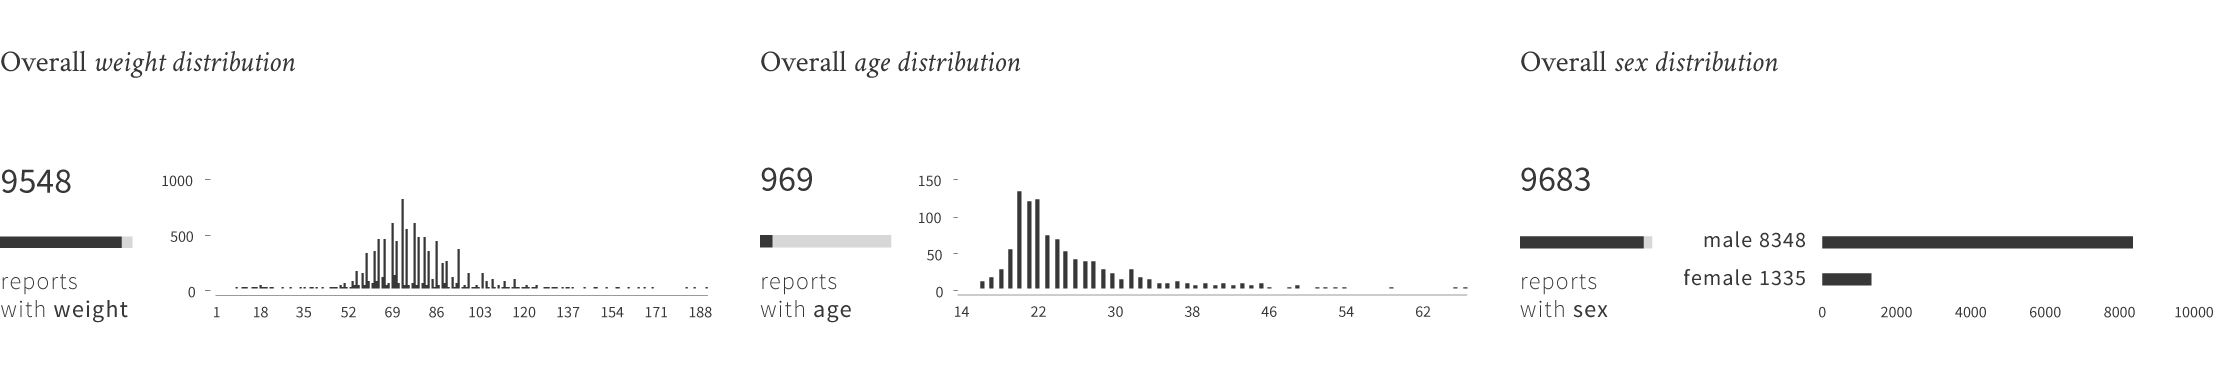 Overall weight distribution
9548
reports
with weight
1000
500
0
1 18 35 52 69 86 103 120 137 154 171 188
Overall age distribution
969
reports
with age
150
100
50
0
14 22 30 38 46 54 62
Overall sex distribution
9683
reports
with sex
male 8348
female 1335
0 2000 4000 6000 8000 10000